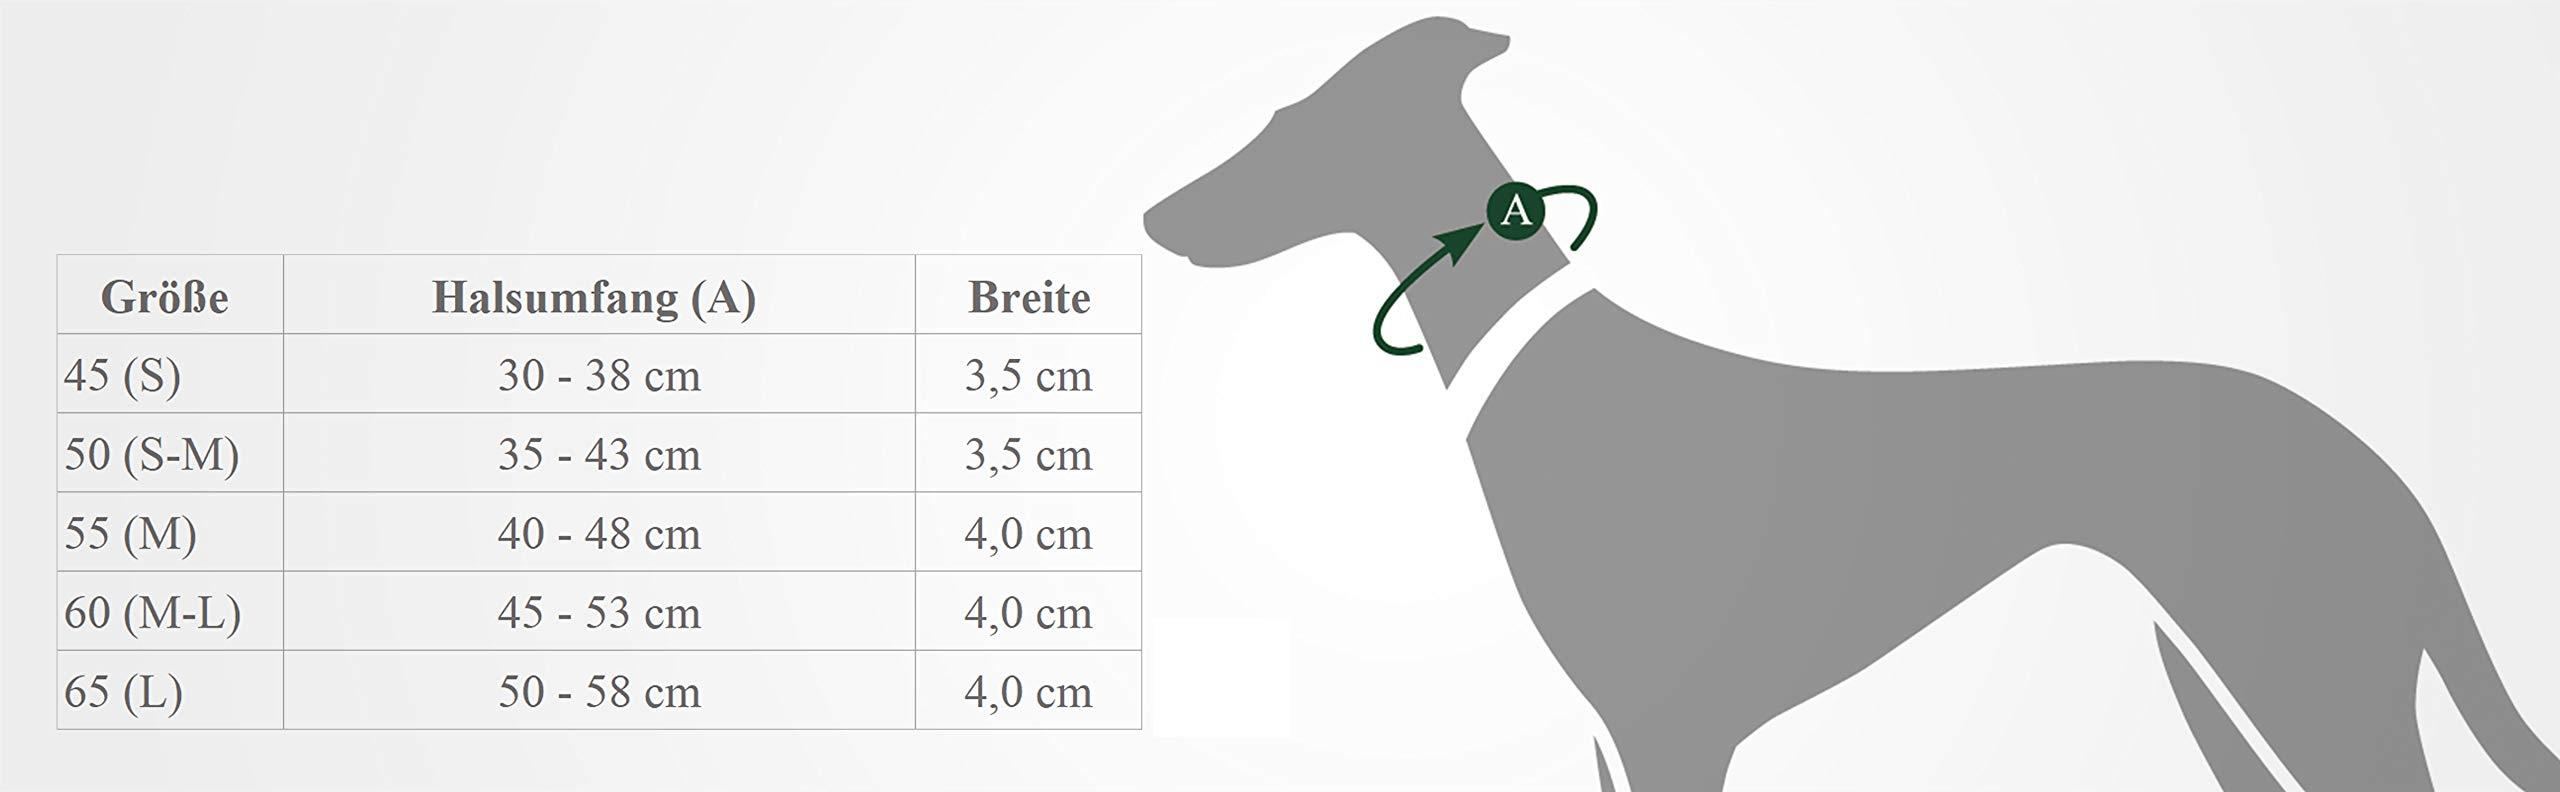 Größe Halsumfang (A) Breite
45 (S) 30 - 38 cm 3,5 cm
50 (S-M) 35 - 43 cm 3,5 cm
55 (M) 40 - 48 cm 4,0 cm
60 (M-L) 45 - 53 cm 4,0 cm
65 (L) 50 - 58 cm 4,0 cm
A